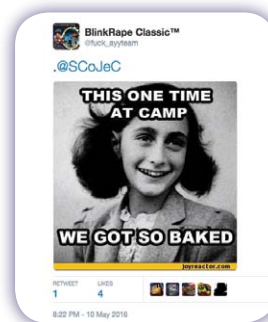 BlinkRape Classic™
@fuck_ayyteam
.@SCoJeC
THIS ONE TIME
AT CAMP
WE GOT SO BAKED
joyreactor.com
RETWEET
LIKES
1
4
8:22 PM - 10 May 2016